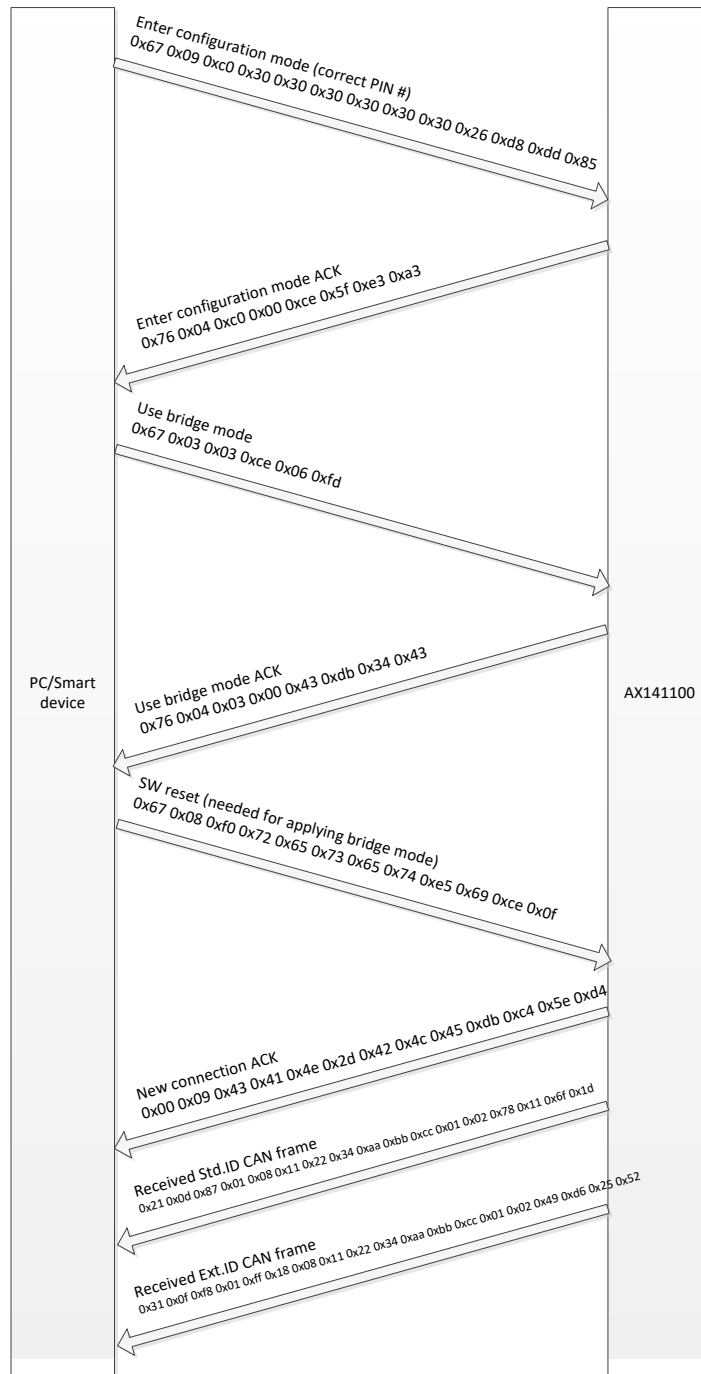 Enter configuration mode (correct PIN #)
0x67 0x09 0xc0 0x30 0x30 0x30 0x30 0x30 0x30 0x26 0xd8 0xdd 0x85
Enter configuration mode ACK
0x76 0x04 0xc0 0x00 0xce 0x5f 0xe3 0xa3
Use bridge mode
0x67 0x03 0x03 0xce 0x06 0xfd
PC/Smart
device
AX141100
Use bridge mode ACK
0x76 0x04 0x03 0x00 0x43 0xdb 0x34 0x43
SW reset (needed for applying bridge mode)
0x67 0x08 0xf0 0x72 0x65 0x73 0x65 0x74 0xe5 0x69 0xce 0x0f
New connection ACK
0x00 0x09 0x43 0x41 0x4e 0x2d 0x42 0x4c 0x45 0xdb 0xc4 0x5e 0xd4
Received Std.ID CAN frame
0x21 0x0d 0x87 0x01 0x08 0x11 0x22 0x34 0xaa 0xbb 0xcc 0x01 0x02 0x78 0x11 0x6f 0x1d
Received Ext.ID CAN frame
0x31 0x0f 0xf8 0x01 0xff 0x18 0x08 0x11 0x22 0x34 0xaa 0xbb 0xcc 0x01 0x02 0x49 0xd6 0x25 0x52